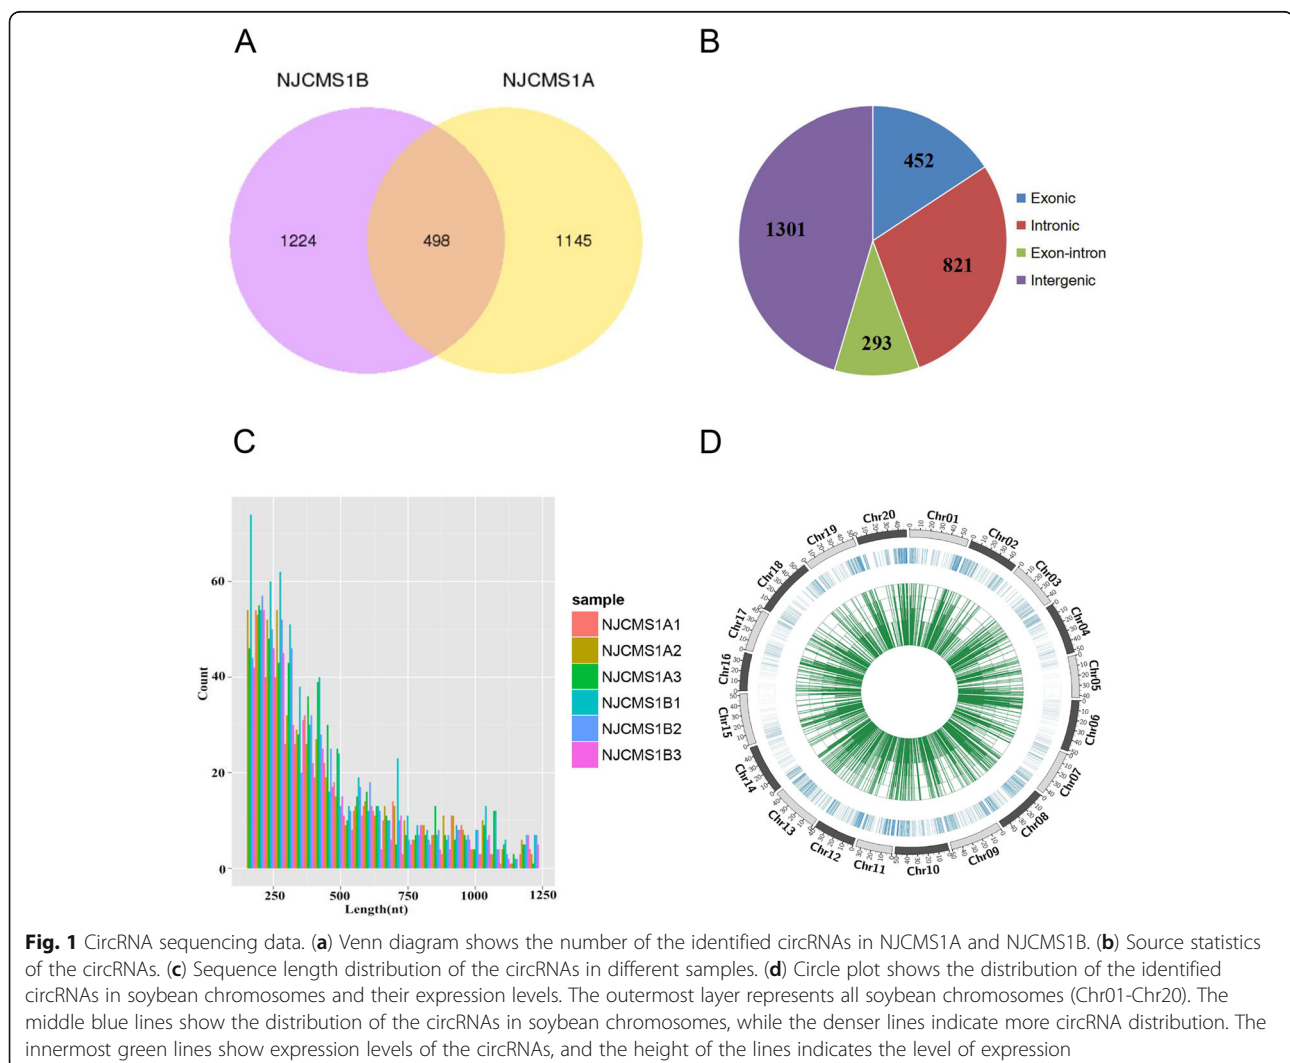 A
B
NJCMS1B
NJCMS1A
1224
498
1145
452
1301
821
293
Exonic
Intronic
Exon-intron
Intergenic
C
D
60
40
20
0
Count
250
500
750
1000
1250
Length(nt)
sample
NJCMS1A1
NJCMS1A2
NJCMS1A3
NJCMS1B1
NJCMS1B2
NJCMS1B3
Chr01
Chr02
Chr03
Chr04
Chr05
Chr06
Chr07
Chr08
Chr09
Chr10
Chr11
Chr12
Chr13
Chr14
Chr15
Chr16
Chr17
Chr18
Chr19
Chr20
Fig. 1 CircRNA sequencing data. (a) Venn diagram shows the number of the identified circRNAs in NJCMS1A and NJCMS1B. (b) Source statistics
of the circRNAs. (c) Sequence length distribution of the circRNAs in different samples. (d) Circle plot shows the distribution of the identified
circRNAs in soybean chromosomes and their expression levels. The outermost layer represents all soybean chromosomes (Chr01-Chr20). The
middle blue lines show the distribution of the circRNAs in soybean chromosomes, while the denser lines indicate more circRNA distribution. The
innermost green lines show expression levels of the circRNAs, and the height of the lines indicates the level of expression